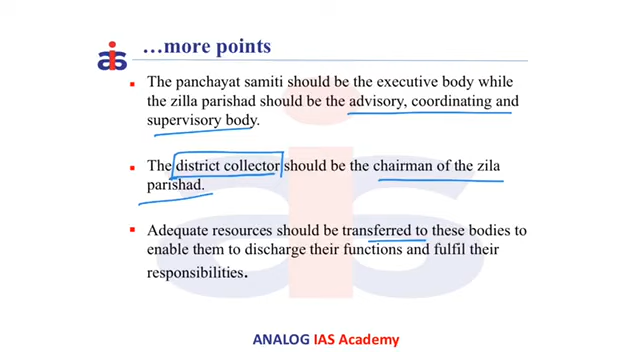 ias
…more points
The panchayat samiti should be the executive body while
the zilla parishad should be the advisory, coordinating and
supervisory body.
The district collector should be the chairman of the zila
parishad.
Adequate resources should be transferred to these bodies to
enable them to discharge their functions and fulfil their
responsibilities.
ANALOG IAS Academy